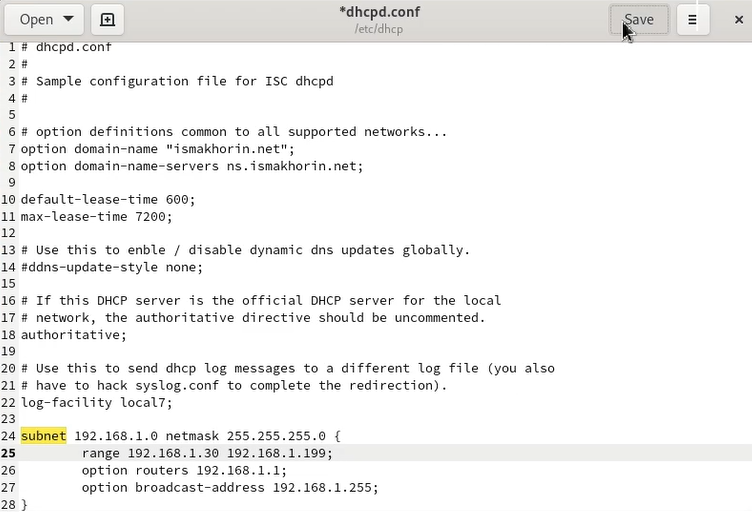 Open
*dhcpd.conf
/etc/dhcp
Save
1 # dhcpd.conf
2 #
3 # Sample configuration file for ISC dhcpd
4 #
5
6 # option definitions common to all supported networks...
7 option domain-name "ismakhorin.net";
8 option domain-name-servers ns.ismakhorin.net;
9
10 default-lease-time 600;
11 max-lease-time 7200;
12
13 # Use this to enble / disable dynamic dns updates globally.
14 #ddns-update-style none;
15
16 # If this DHCP server is the official DHCP server for the local
17 # network, the authoritative directive should be uncommented.
18 authoritative;
19
20 # Use this to send dhcp log messages to a different log file (you also
21 # have to hack syslog.conf to complete the redirection).
22 log-facility local7;
23
24 subnet 192.168.1.0 netmask 255.255.255.0 {
25 range 192.168.1.30 192.168.1.199;
26 option routers 192.168.1.1;
27 option broadcast-address 192.168.1.255;
28 }